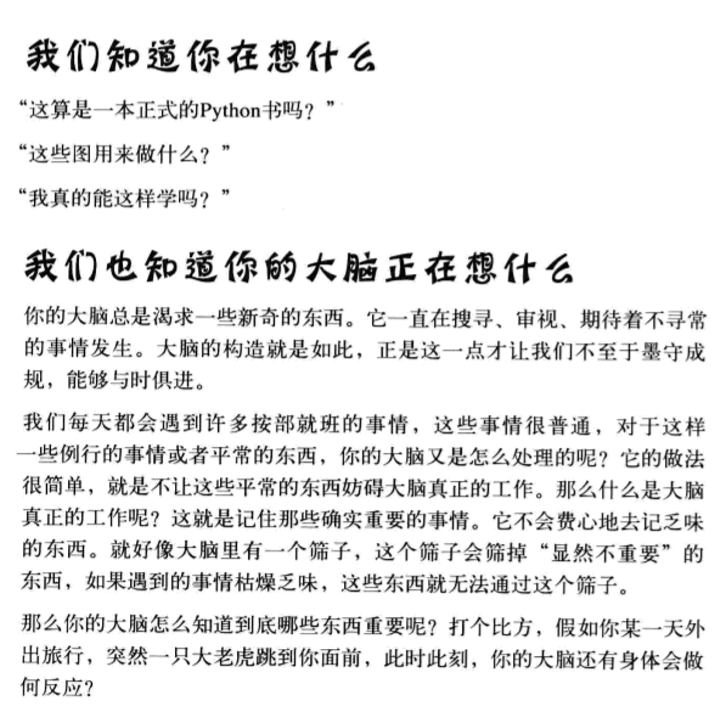 我们知道你在想什么
“这算是一本正式的Python书吗？”
“这些图用来做什么？”
“我真的能这样学吗？”
我们也知道你的大脑正在想什么
你的大脑总是渴求一些新奇的东西。它一直在搜寻、审视、期待着不寻常
的事情发生。大脑的构造就是如此，正是这一点才让我们不至于墨守成
规，能够与时俱进。
我们每天都会遇到许多按部就班的事情，这些事情很普通，对于这样
一些例行的事情或者平常的东西，你的大脑又是怎么处理的呢？它的做法
很简单，就是不让这些平常的东西妨碍大脑真正的工作。那么什么是大脑
真正的工作呢？这就是记住那些确实重要的事情。它不会费心地去记乏味
的东西。就好像大脑里有一个筛子，这个筛子会筛掉“显然不重要”的
东西，如果遇到的事情枯燥乏味，这些东西就无法通过这个筛子。
那么你的大脑怎么知道到底哪些东西重要呢？打个比方，假如你某一天外
出旅行，突然一只大老虎跳到你面前，此时此刻，你的大脑还有身体会做
何反应？